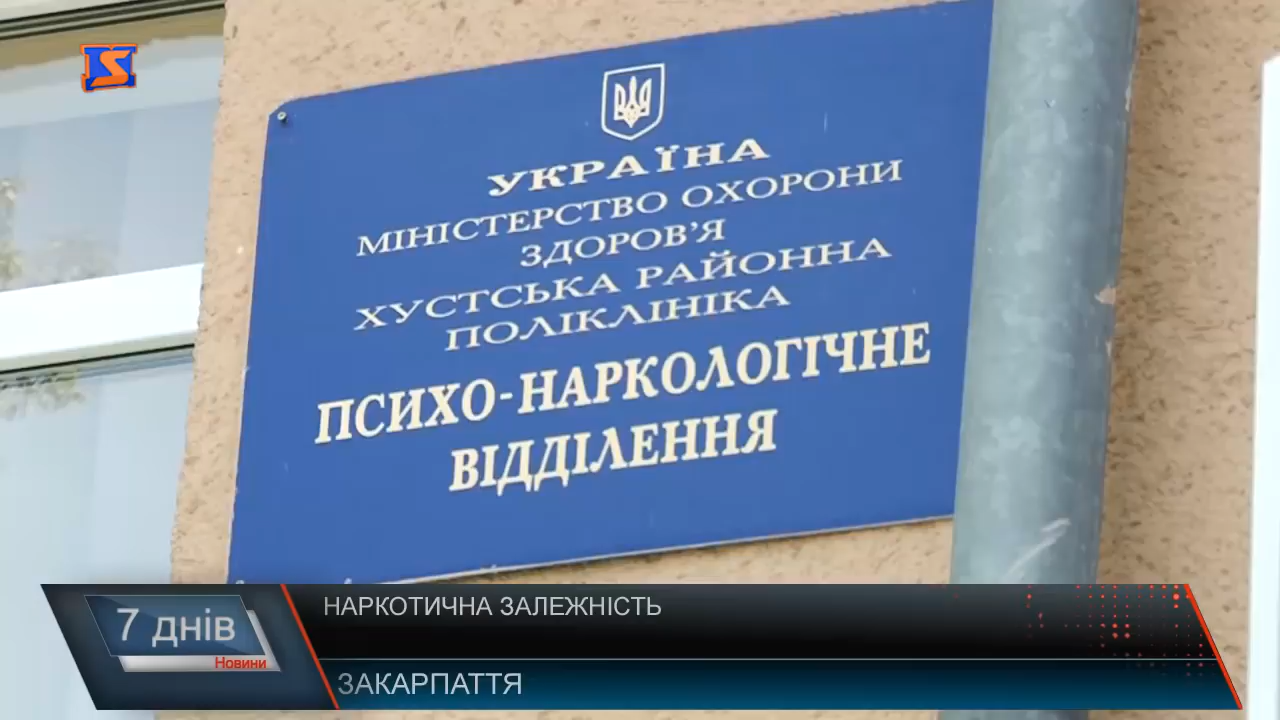 УКРАЇНА
МІНІСТЕРСТВО ОХОРОНИ
ЗДОРОВ'Я
ХУСТСЬКА РАЙОННА
ПОЛІКЛІНІКА
ПСИХО-НАРКОЛОГІЧНЕ
ВІДДІЛЕННЯ
7 днів
Новини
НАРКОТИЧНА ЗАЛЕЖНІСТЬ
ЗАКАРПАТТЯ